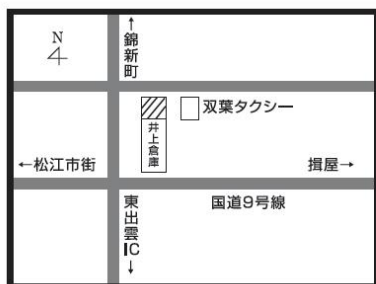 N
↑錦新町
双葉タクシー
井上倉庫
←松江市街
揖屋→
東出雲IC↓
国道9号線